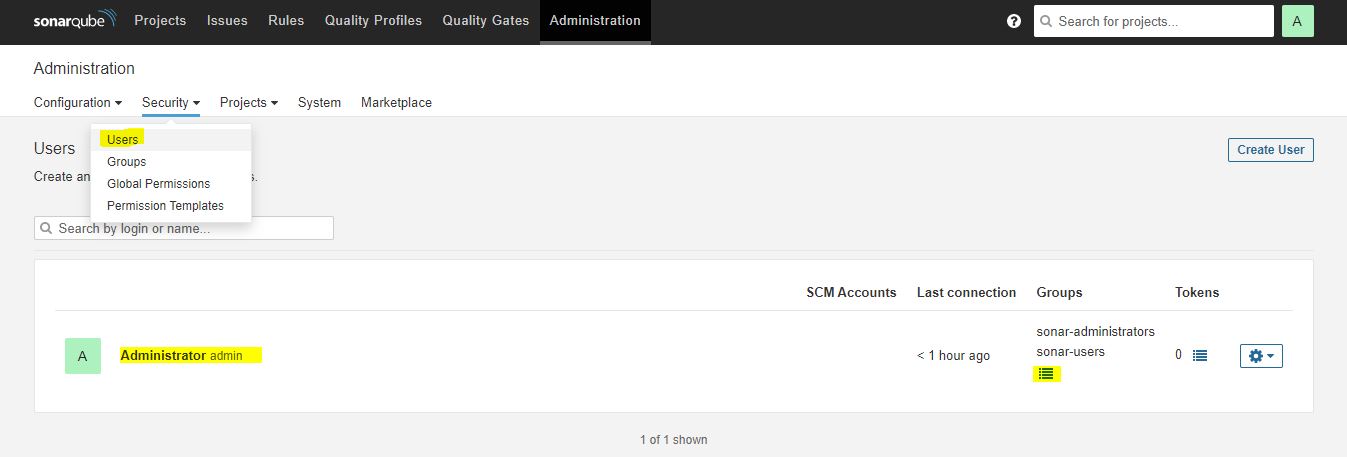 sonarqube Projects Issues Rules Quality Profiles Quality Gates Administration ? Search for projects... A
Administration
Configuration Security Projects System Marketplace
Users
Groups
Global Permissions
Permission Templates
Users
Create User
Create an
s.
Search by login or name...
SCM Accounts Last connection Groups Tokens
A Administrator admin < 1 hour ago sonar-administrators
sonar-users
0
1 of 1 shown